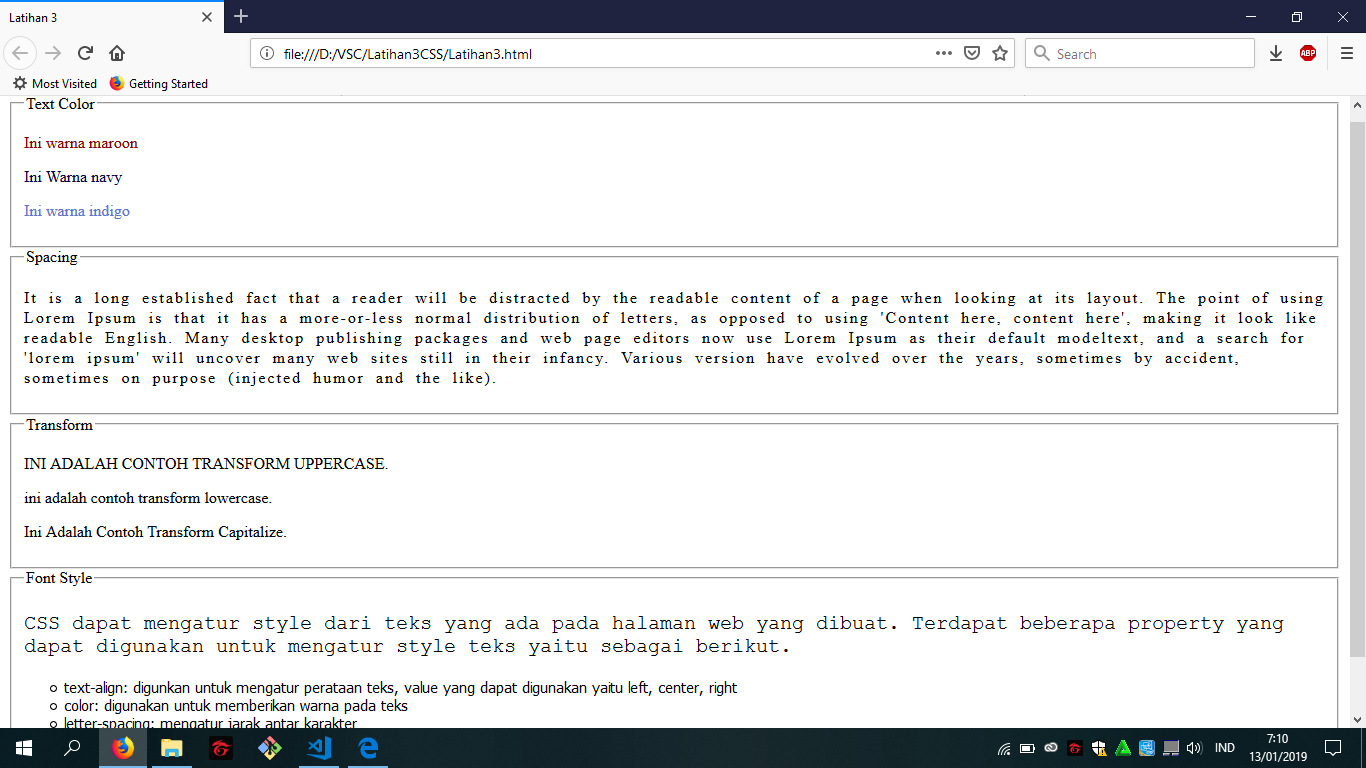 Latihan 3
file:///D:/VSC/Latihan3CSS/Latihan3.html
Search
ABP
Most Visited
Getting Started
Text Color
Ini warna maroon
Ini Warna navy
Ini warna indigo
Spacing
It is a long established fact that a reader will be distracted by the readable content of a page when looking at its layout. The point of using
Lorem Ipsum is that it has a more-or-less normal distribution of letters, as opposed to using 'Content here, content here', making it look like
readable English. Many desktop publishing packages and web page editors now use Lorem Ipsum as their default modeltext, and a search for
'lorem ipsum' will uncover many web sites still in their infancy. Various version have evolved over the years, sometimes by accident,
sometimes on purpose (injected humor and the like).
Transform
INI ADALAH CONTOH TRANSFORM UPPERCASE.
ini adalah contoh transform lowercase.
Ini Adalah Contoh Transform Capitalize.
Font Style
CSS dapat mengatur style dari teks yang ada pada halaman web yang dibuat. Terdapat beberapa property yang
dapat digunakan untuk mengatur style teks yaitu sebagai berikut.
text-align: digunkan untuk mengatur perataan teks, value yang dapat digunakan yaitu left, center, right
color: digunakan untuk memberikan warna pada teks
letter-spacing: mengatur jarak antar karakter
IND
7:10
13/01/2019